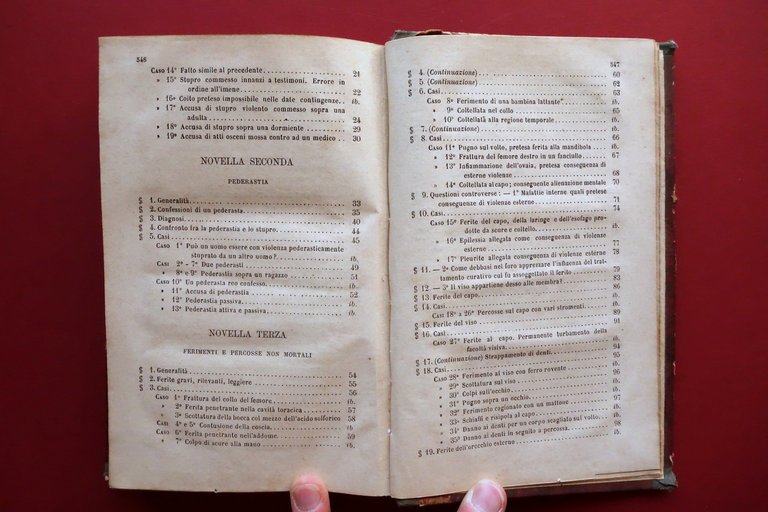 546
CASO 14° Fatto simile al precedente 21
» 15° Stupro commesso innanzi a testimoni. Errore in
ordine all'imene 22
» 16° Coito preteso impossibile nelle date contingenze ib.
» 17° Accusa di stupro violento commesso sopra una
adulta 24
» 18° Accusa di stupro sopra una dormiente 29
» 19° Accusa di atti osceni mossa contro ad un medico 30
NOVELLA SECONDA
PEDERASTIA
§ 1. Generalità 33
§ 2. Confessioni di un pederasta 35
§ 3. Diagnosi 40
§ 4. Confronto fra la pederastia e lo stupro 44
§ 5. Casi 45
CASO 1° Può un uomo essere con violenza pederasticamente
stuprato da un altro uomo? ib.
CASI 2° - 7° Due pederasti 49
» 8° e 9° Pederastia sopra un ragazzo 51
CASO 10° Un pederasta reo confesso ib.
» 11° Accusa di pederastia 52
» 12° Pederastia passiva ib.
» 13° Pederastia attiva e passiva ib.
NOVELLA TERZA
FERIMENTI E PERCOSSE NON MORTALI
§ 1. Generalità 54
§ 2. Ferite gravi, rilevanti, leggiere 55
§ 3. Casi 56
CASO 1° Frattura del collo del femore ib.
» 2° Ferita penetrante nella cavità toracica 57
» 3° Scottatura della bocca col mezzo dell'acido solforico 58
CASI 4° e 5° Contusione della coscia ib.
CASO 6° Ferita penetrante nell'addome 59
» 7° Colpo di scure alla mano ib.
547
§ 4. (Continuazione) 60
§ 5. (Continuazione) 62
§ 6. Casi 63
CASO 8° Ferimento di una bambina lattante ib.
» 9° Coltellata nel collo ib.
» 10° Coltellata alla regione temporale ib.
§ 7. (Continuazione) ib.
§ 8. Casi 66
CASO 11° Pugno sul volto, pretesa ferita alla mandibola ib.
» 12° Frattura del femore destro in un fanciullo 67
» 13° Infiammazione dell'ovaia, pretesa conseguenza di
esterne violenze 68
» 14° Coltellata al capo; conseguente alienazione mentale 70
§ 9. Questioni controverse: — 1° Malattie interne quali pretese
conseguenze di violenze esterne 71
§ 10. Casi 74
CASO 15° Ferite del capo, della laringe e dell'esofago pro-
dotte da scure e coltello ib.
» 16° Epilessia allegata come conseguenza di violenze
esterne 77
» 17° Pleurite allegata conseguenza di violenze esterne 78
§ 11. — 2° Come debbasi nel foro apprezzare l'influenza del trat-
tamento curativo cui fu assoggettato il ferito 79
§ 12. — 3° Il viso appartiene desso alle membra? 83
§ 13. Ferite del capo 86
§ 14. Casi ib.
CASI 18° a 26° Percosse sul capo con vari stromenti 89
§ 15. Ferite del viso 91
§ 16. Casi ib.
CASO 27° Ferite al capo. Permanente turbamento della
facoltà visiva ib.
§ 17. (Continuazione) Strappamento di denti 94
§ 18. Casi 95
CASO 28° Ferimento al viso con ferro rovente 96
» 29° Scottatura sul viso ib.
» 30° Colpi sull'occhio ib.
» 31° Pugno sopra un occhio 97
» 32° Ferimento cagionato con un mattone ib.
» 33° Schiaffi e risipola al capo ib.
» 34° Danno ai denti per un corpo scagliato sul volto 98
» 35° Danno ai denti in seguito a percossa ib.
§ 19. Ferite dell'orecchio esterno